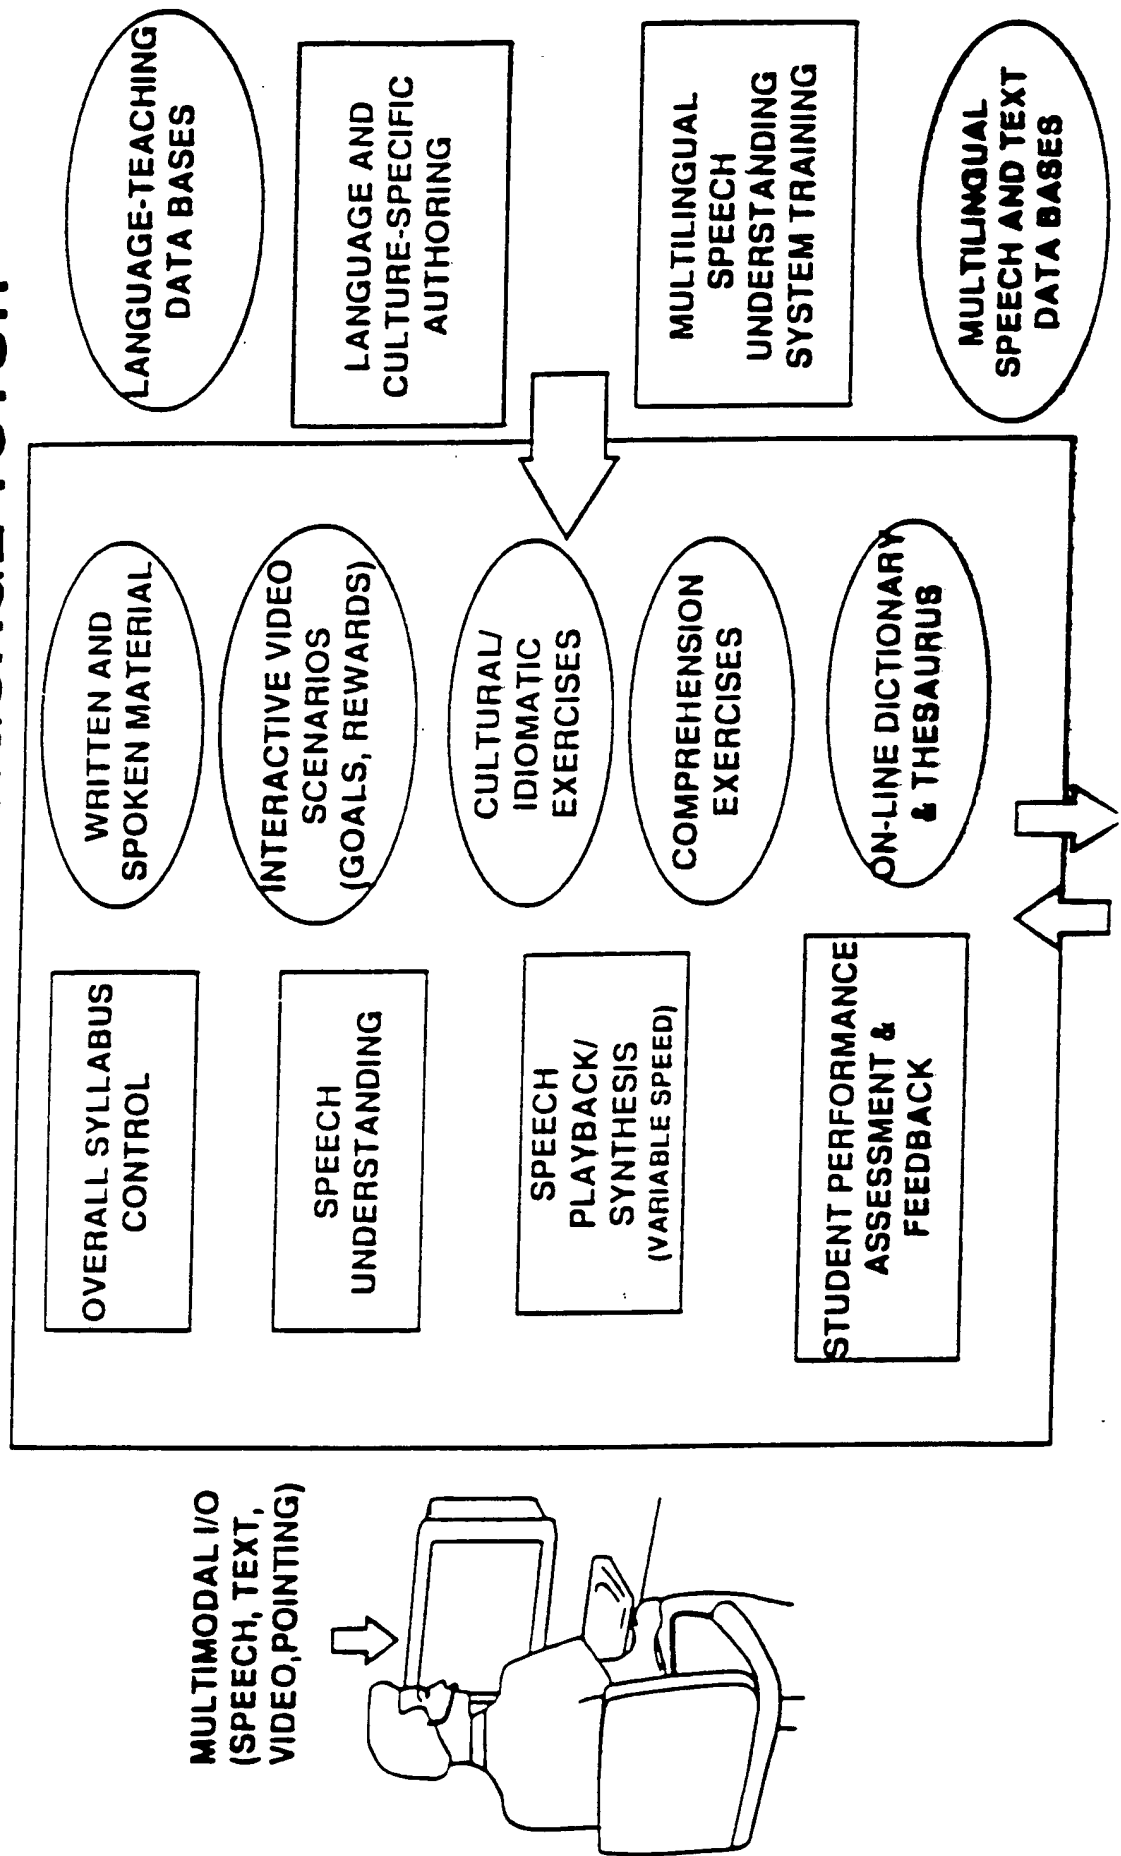 MULTIMODAL I/O
(SPEECH, TEXT,
VIDEO,POINTING)
OVERALL SYLLABUS
CONTROL
SPEECH
UNDERSTANDING
SPEECH
PLAYBACK/
SYNTHESIS
(VARIABLE SPEED)
STUDENT PERFORMANCE
ASSESSMENT &
FEEDBACK
WRITTEN AND
SPOKEN MATERIAL
INTERACTIVE VIDEO
SCENARIOS
(GOALS, REWARDS)
CULTURAL/
IDIOMATIC
EXERCISES
COMPREHENSION
EXERCISES
ON-LINE DICTIONARY
& THESAURUS
LANGUAGE-TEACHING
DATA BASES
LANGUAGE AND
CULTURE-SPECIFIC
AUTHORING
MULTILINGUAL
SPEECH
UNDERSTANDING
SYSTEM TRAINING
MULTILINGUAL
SPEECH AND TEXT
DATA BASES